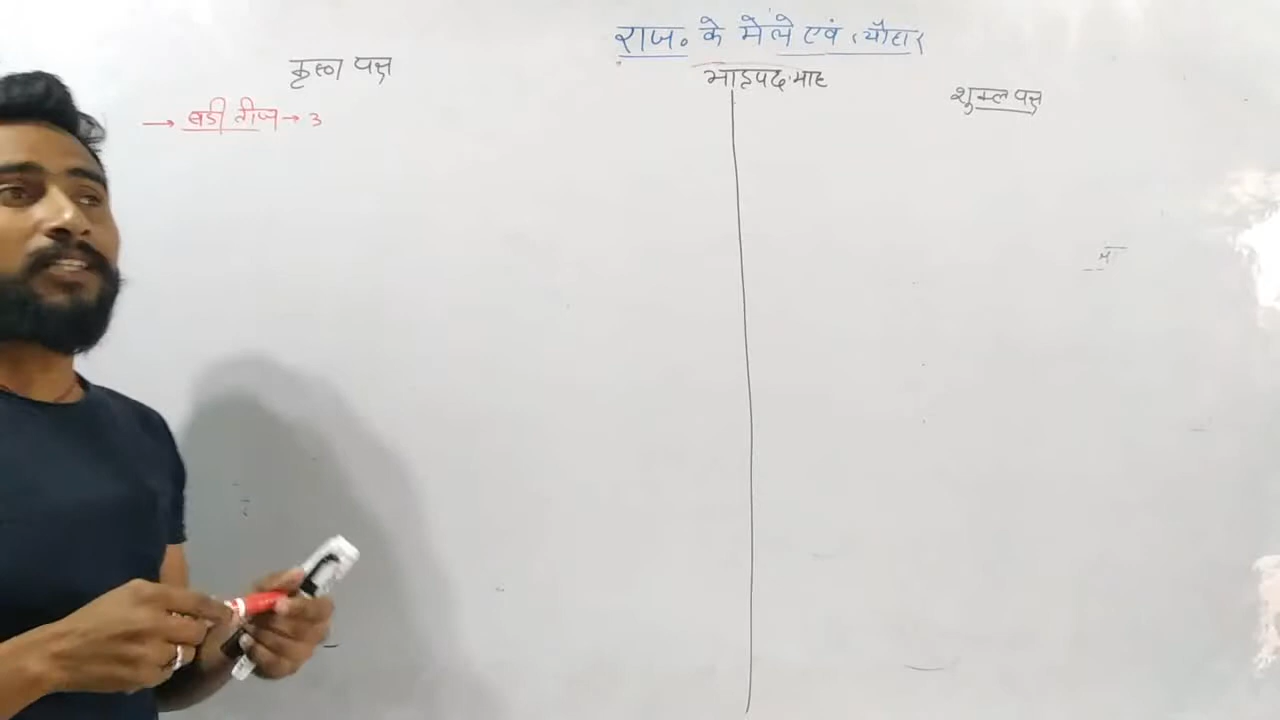 राज॰ के मेले एवं त्यौहार
भाद्रपद माह
कृष्ण पक्ष
→ बडी तीज → 3
शुक्ल पक्ष